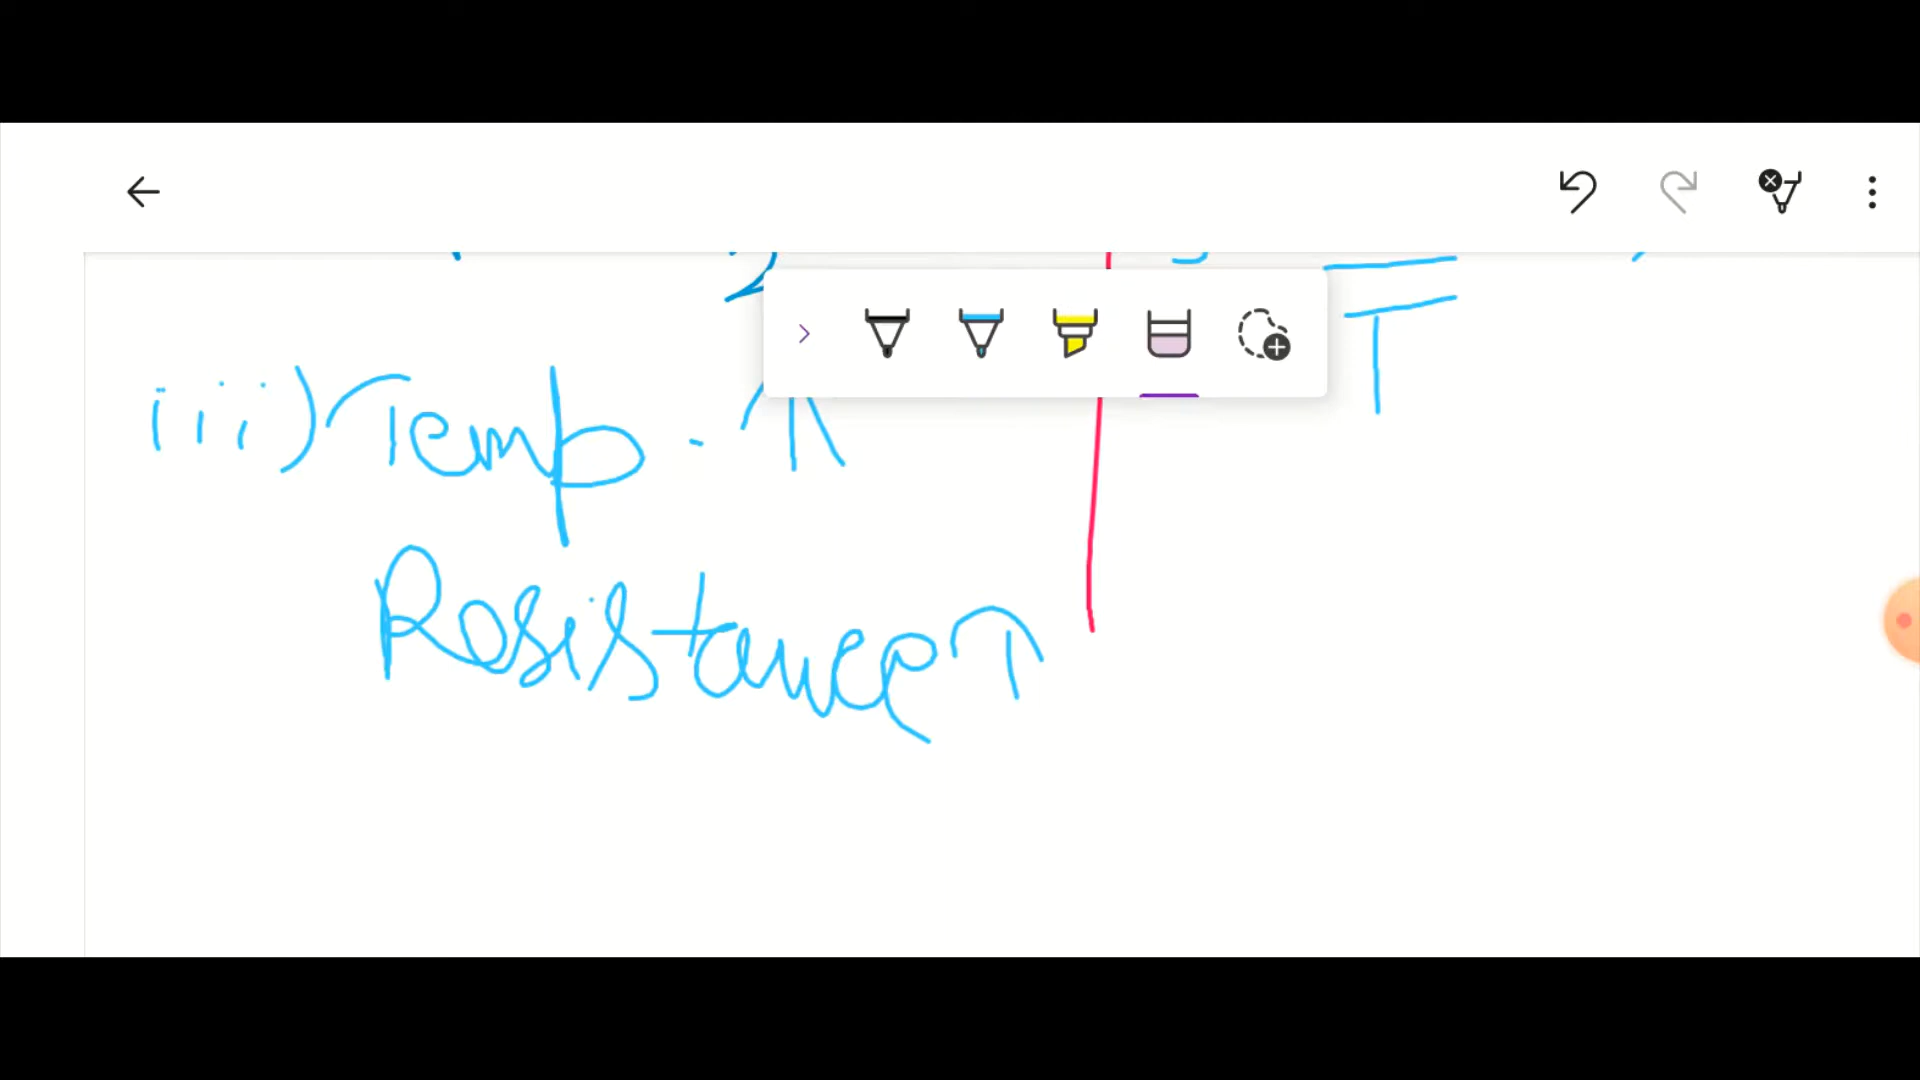 iii) Temp. ↑
Resistance ↑